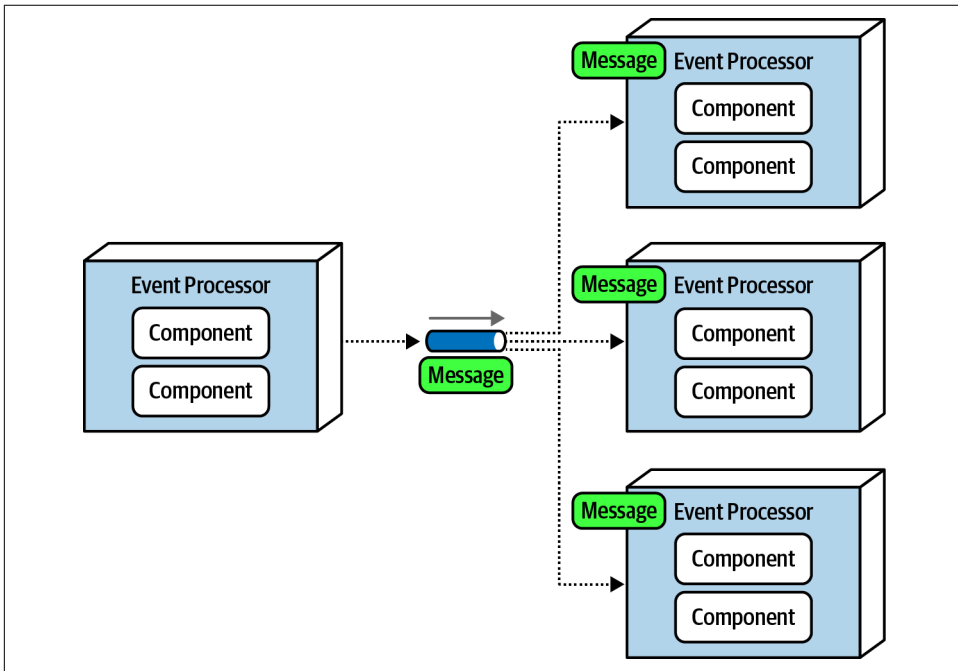 Event Processor
Component
Component
Message
Message
Event Processor
Component
Component
Message
Event Processor
Component
Component
Message
Event Processor
Component
Component